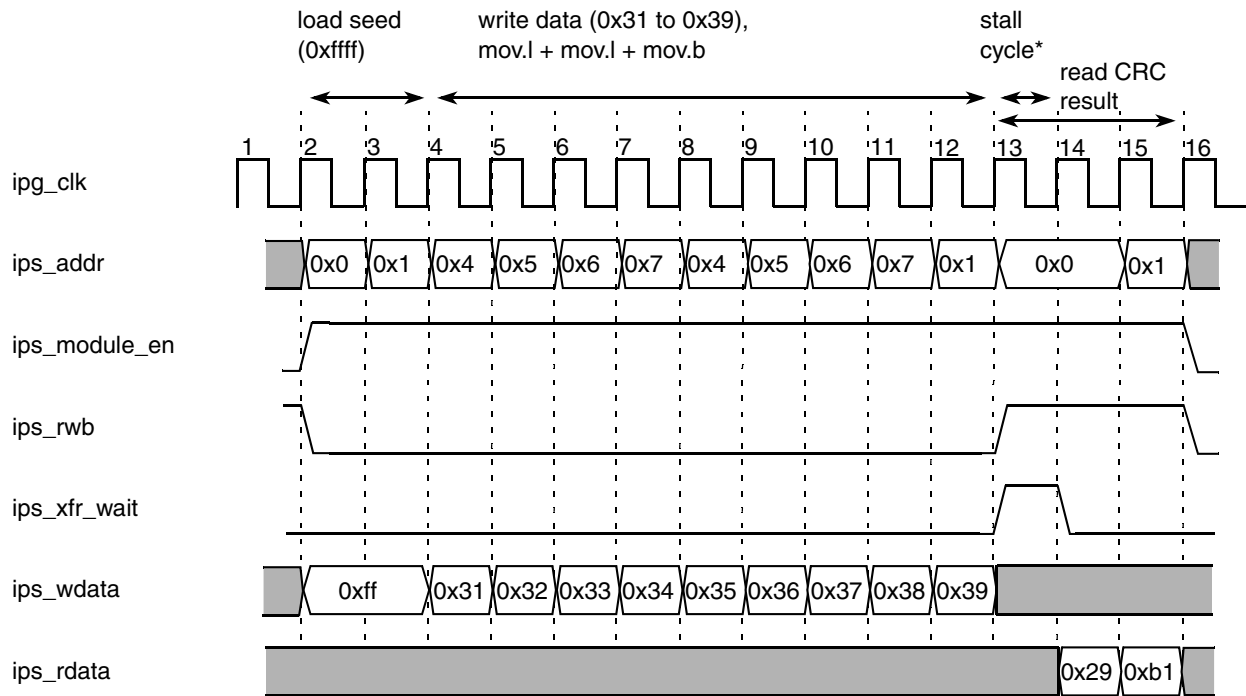 load seed
(0xffff)
write data (0x31 to 0x39),
mov.l + mov.l + mov.b
stall
cycle*
read CRC
result
1 2 3 4 5 6 7 8 9 10 11 12 13 14 15 16
ipg_clk
ips_addr 0x0 0x1 0x4 0x5 0x6 0x7 0x4 0x5 0x6 0x7 0x1 0x0 0x1
ips_module_en
ips_rwb
ips_xfr_wait
ips_wdata 0xff 0x31 0x32 0x33 0x34 0x35 0x36 0x37 0x38 0x39
ips_rdata 0x29 0xb1